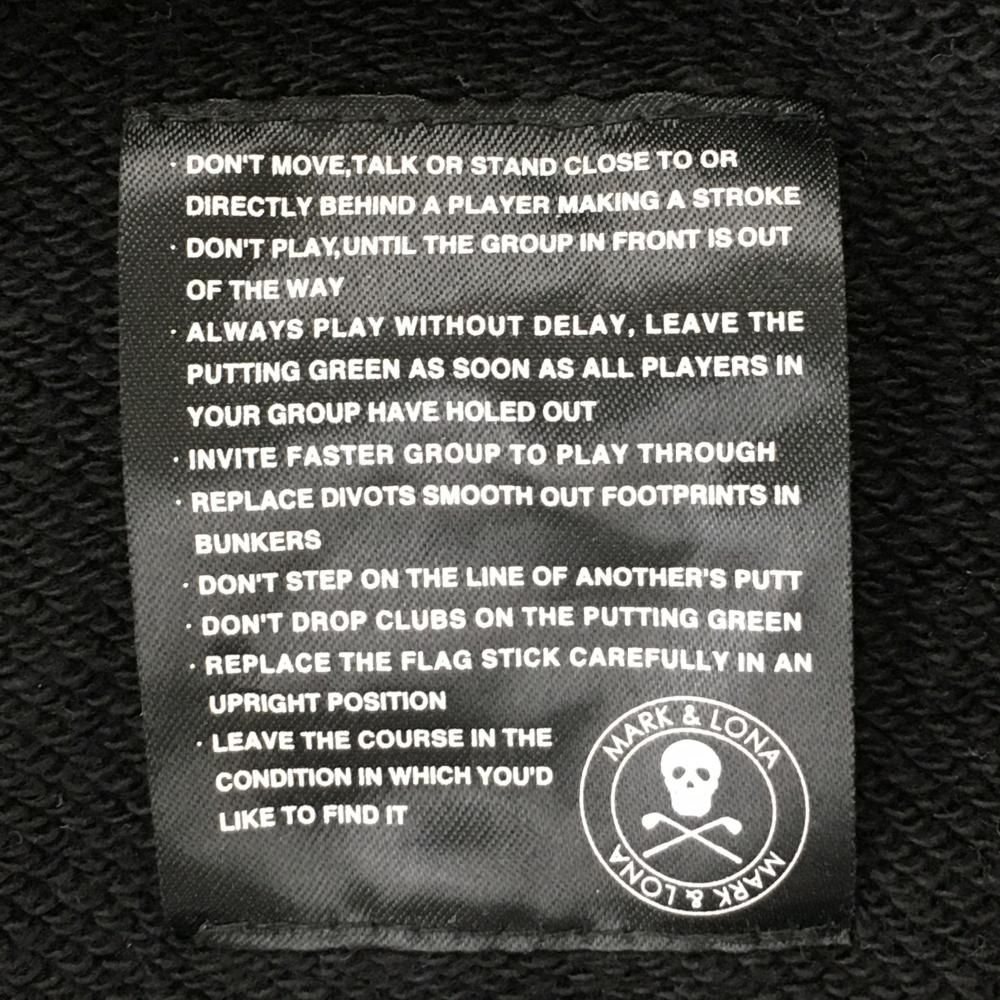 · DON'T MOVE,TALK OR STAND CLOSE TO OR
DIRECTLY BEHIND A PLAYER MAKING A STROKE
· DON'T PLAY,UNTIL THE GROUP IN FRONT IS OUT
OF THE WAY
· ALWAYS PLAY WITHOUT DELAY, LEAVE THE
PUTTING GREEN AS SOON AS ALL PLAYERS IN
YOUR GROUP HAVE HOLED OUT
· INVITE FASTER GROUP TO PLAY THROUGH
· REPLACE DIVOTS SMOOTH OUT FOOTPRINTS IN
BUNKERS
· DON'T STEP ON THE LINE OF ANOTHER'S PUTT
· DON'T DROP CLUBS ON THE PUTTING GREEN
· REPLACE THE FLAG STICK CAREFULLY IN AN
UPRIGHT POSITION
· LEAVE THE COURSE IN THE
CONDITION IN WHICH YOU'D
LIKE TO FIND IT
MARK & LONA
MARK & LONA